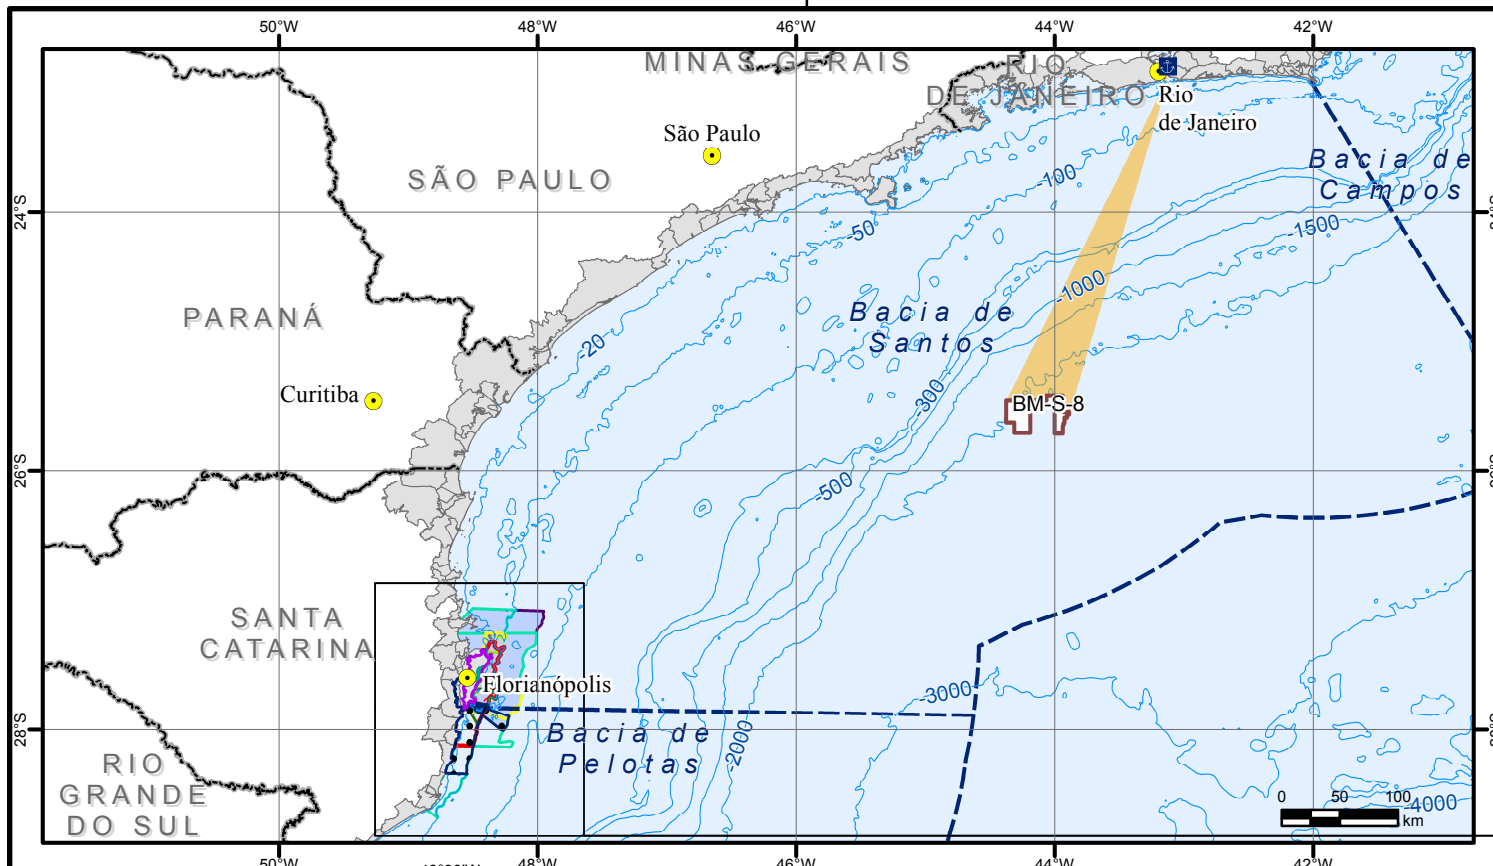 50°W
48°W
46°W
44°W
42°W
MINAS GERAIS
RIO
DE JANEIRO
Rio
de Janeiro
São Paulo
Bacia de
Campos
SÃO PAULO
-100
24°S
-50
-1500
-1000
PARANÁ
Bacia de
Santos
-20
Curitiba
-300
BM-S-8
26°S
-500
SANTA
CATARINA
Florianópolis
-3000
28°S
Bacia de
Pelotas
-2000
RIO
GRANDE
DO SUL
0 50 100
km
-4000
50°W
48°W
46°W
44°W
42°W